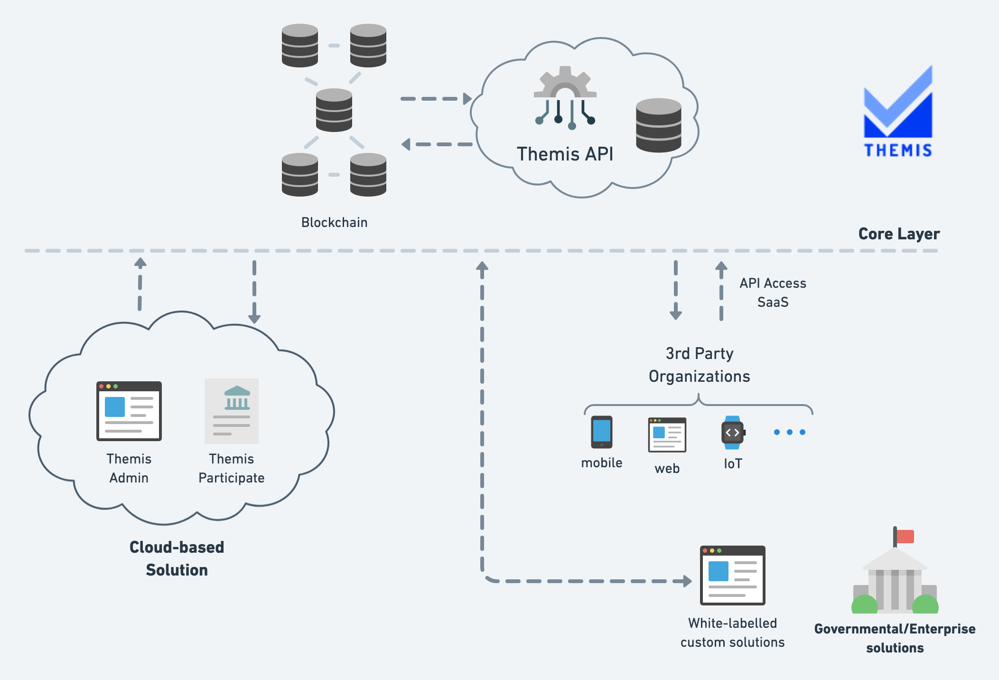 Themis API
THEMIS
Blockchain
Core Layer
API Access
SaaS
3rd Party
Organizations
mobile
web
IoT
Themis
Admin
Themis
Participate
Cloud-based
Solution
White-labelled
custom solutions
Governmental/Enterprise
solutions